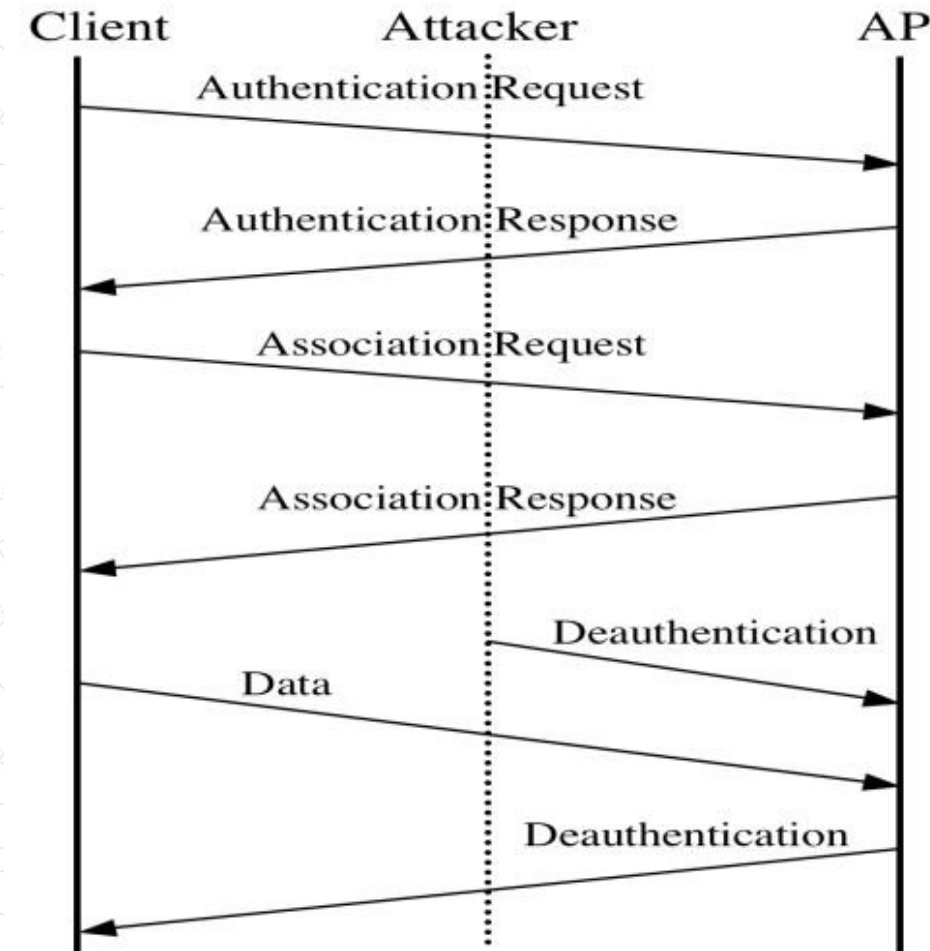 Client Attacker AP
Authentication Request
Authentication Response
Association Request
Association Response
Deauthentication
Data
Deauthentication